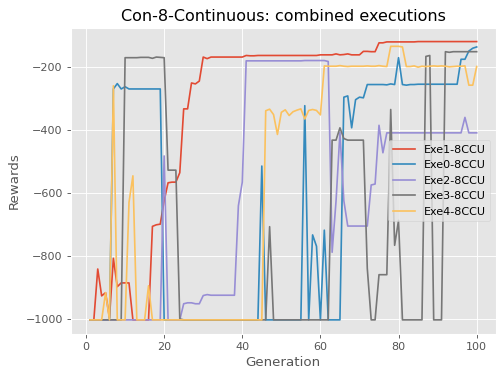 Con-8-Continuous: combined executions
Rewards
−200
−400
−600
−800
−1000
Exe1-8CCU
Exe0-8CCU
Exe2-8CCU
Exe3-8CCU
Exe4-8CCU
0 20 40 60 80 100
Generation